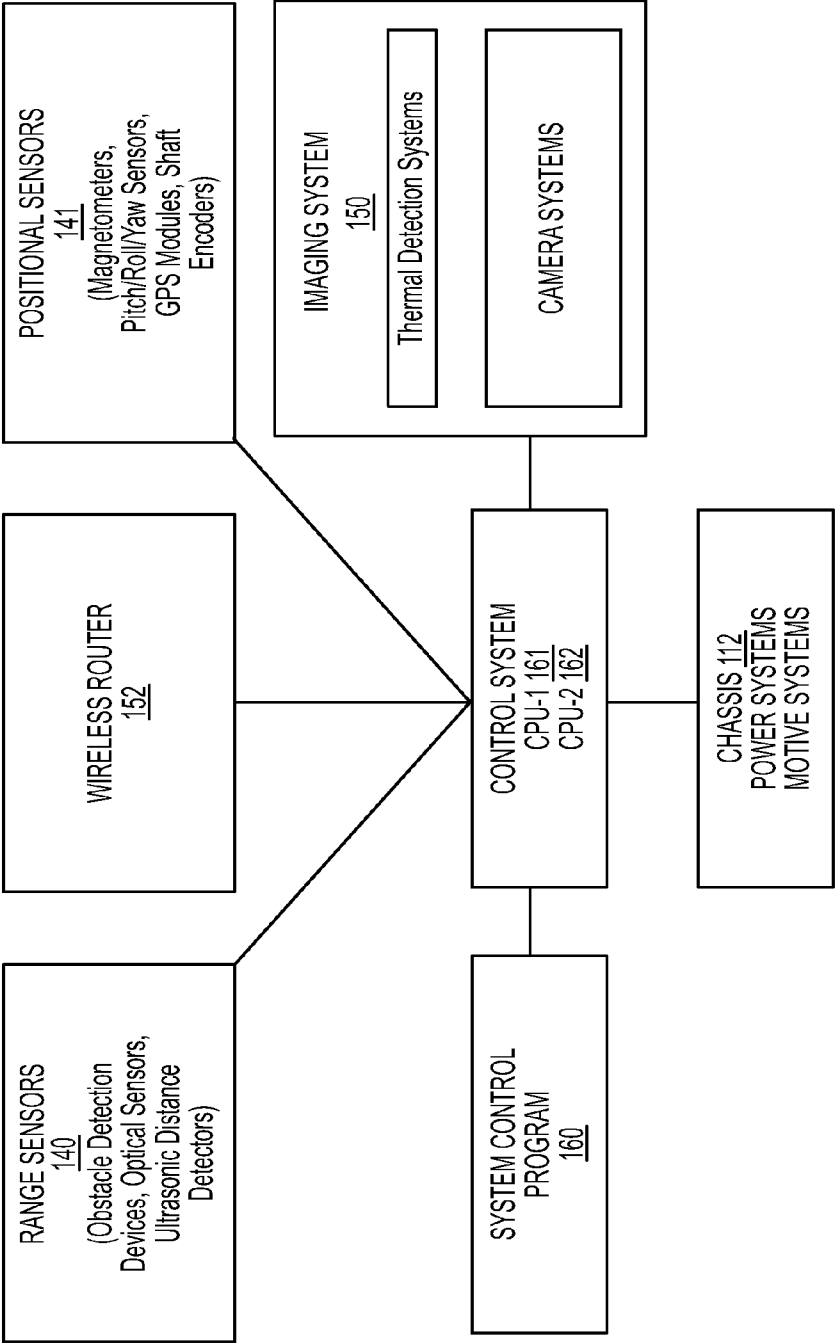 RANGE SENSORS
140
(Obstacle Detection
Devices, Optical Sensors,
Ultrasonic Distance
Detectors)
WIRELESS ROUTER
152
POSITIONAL SENSORS
141
(Magnetometers,
Pitch/Roll/Yaw Sensors,
GPS Modules, Shaft
Encoders)
IMAGING SYSTEM
150
Thermal Detection Systems
CAMERA SYSTEMS
SYSTEM CONTROL
PROGRAM
160
CONTROL SYSTEM
CPU-1 161
CPU-2 162
CHASSIS 112
POWER SYSTEMS
MOTIVE SYSTEMS